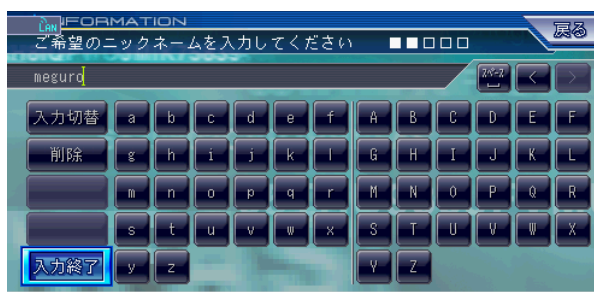 LAN INFORMATION
戻る
ご希望のニックネームを入力してください
meguro
スペース < >
入力切替 a b c d e f A B C D E F
削除 g h i j k l G H I J K L
m n o p q r M N O P Q R
s t u v w x S T U V W X
入力終了 y z Y Z